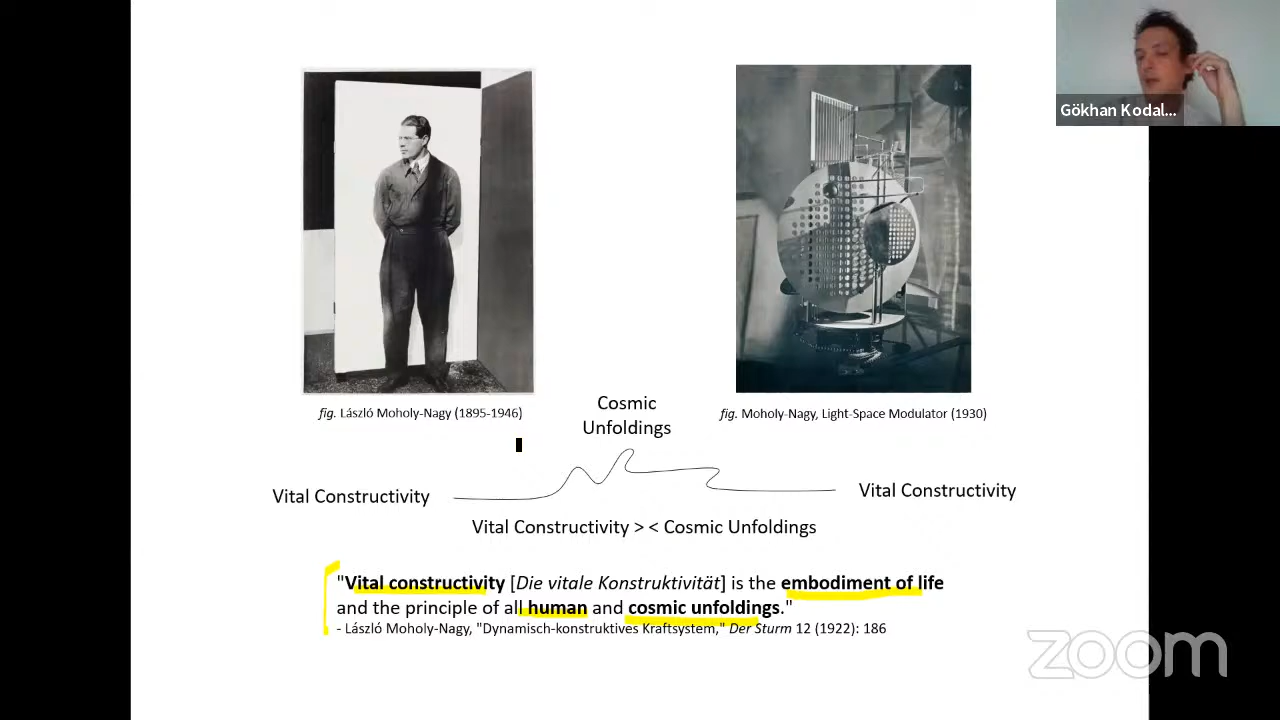 Gökhan Kodal...
fig. László Moholy-Nagy (1895-1946)
fig. Moholy-Nagy, Light-Space Modulator (1930)
Cosmic
Unfoldings
Vital Constructivity
Vital Constructivity
Vital Constructivity > < Cosmic Unfoldings
"Vital constructivity [Die vitale Konstruktivität] is the embodiment of life
and the principle of all human and cosmic unfoldings."
- László Moholy-Nagy, "Dynamisch-konstruktives Kraftsystem," Der Sturm 12 (1922): 186
zoom